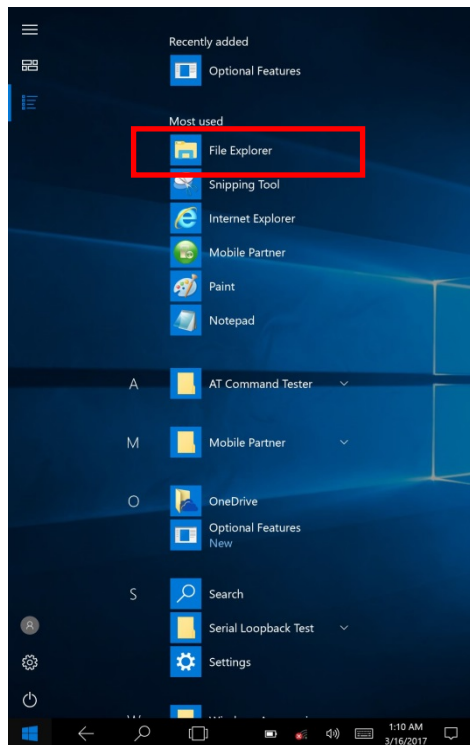 Recently added
Optional Features
Most used
File Explorer
Snipping Tool
Internet Explorer
Mobile Partner
Paint
Notepad
A
AT Command Tester
M
Mobile Partner
O
OneDrive
Optional Features
New
S
Search
Serial Loopback Test
Settings
1:10 AM
3/16/2017